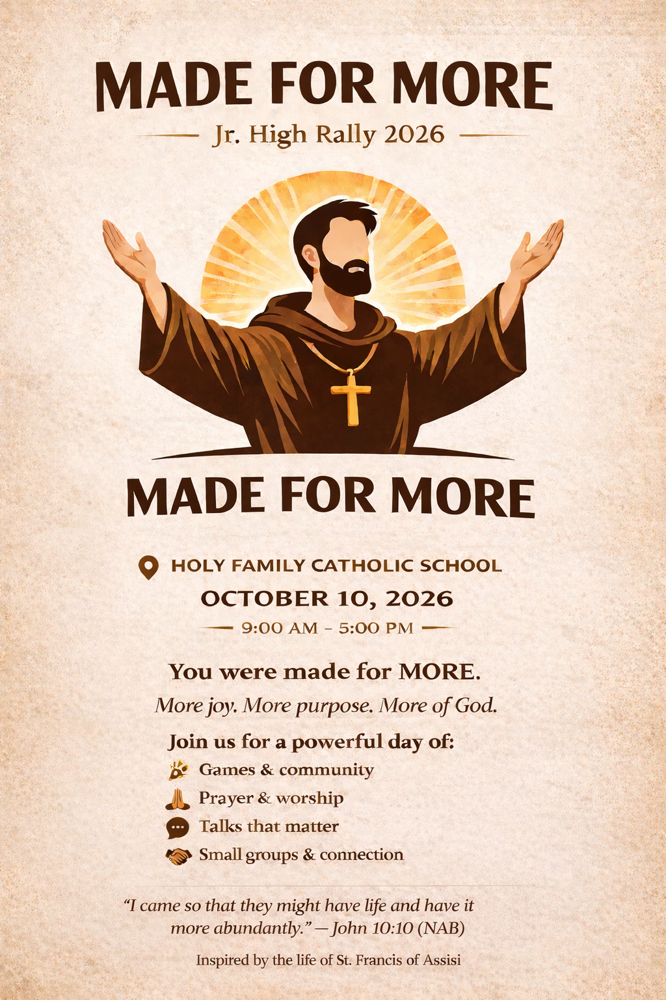 MADE FOR MORE
Jr. High Rally 2026
MADE FOR MORE
HOLY FAMILY CATHOLIC SCHOOL
OCTOBER 10, 2026
9:00 AM – 5:00 PM
You were made for MORE.
More joy. More purpose. More of God.
Join us for a powerful day of:
Games & community
Prayer & worship
Talks that matter
Small groups & connection
“I came so that they might have life and have it
more abundantly.” — John 10:10 (NAB)
Inspired by the life of St. Francis of Assisi